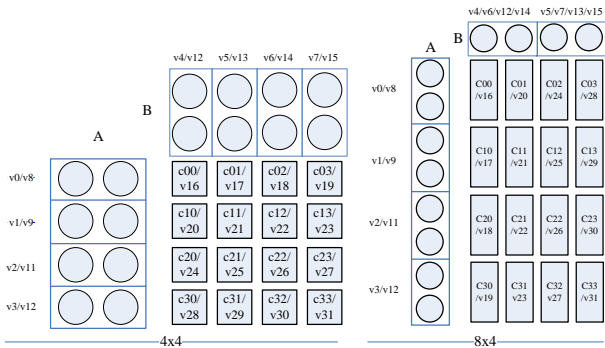 v4/v12 v5/v13 v6/v14 v7/v15
B
A
v0/v8
v1/v9
v2/v11
v3/v12
c00/ c01/ c02/ c03/
v16 v17 v18 v19
c10/ c11/ c12/ c13/
v20 v21 v22 v23
c20/ c21/ c22/ c23/
v24 v25 v26 v27
c30/ c31/ c32/ c33/
v28 v29 v30 v31
4x4
v4/v6/v12/v14 v5/v7/v13/v15
B
A
v0/v8
v1/v9
v2/v11
v3/v12
C00 C01 C02 C03
/v16 /v20 /v24 /v28
C10 C11 C12 C13
/v17 /v21 /v25 /v29
C20 C21 C22 C23
/v18 /v22 /v26 /v30
C30 C31 C32 C33
/v19 v23 v27 /v31
8x4